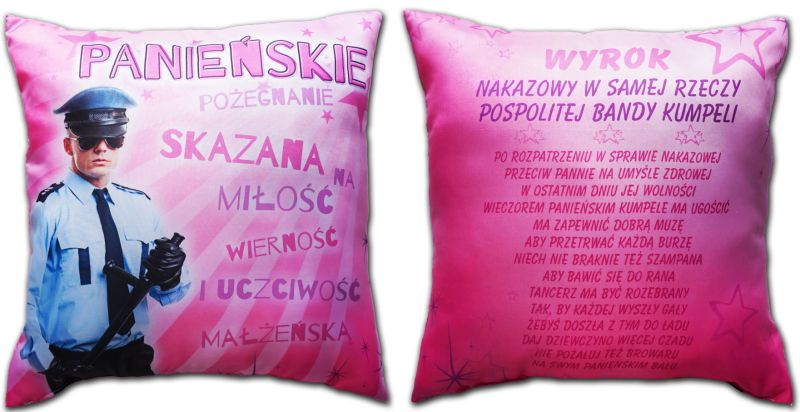 PANIEŃSKIE
POŻEGNANIE
SKAZANA
NA
MIŁOŚĆ
WIERNOŚĆ
I UCZCIWOŚĆ
MAŁŻEŃSKĄ
WYROK
NAKAZOWY W SAMEJ RZECZY
POSPOLITEJ BANDY KUMPELI
PO ROZPATRZENIU W SPRAWIE NAKAZOWEJ
PRZECIW PANNIE NA UMYŚLE ZDROWEJ
W OSTATNIM DNIU JEJ WOLNOŚCI
WIECZOREM PANIEŃSKIM KUMPELE MA UGOŚCIĆ
MA ZAPEWNIĆ DOBRĄ MUZĘ
ABY PRZETRWAĆ KAŻDĄ BURZĘ
NIECH NIE BRAKNIE TEŻ SZAMPANA
ABY BAWIĆ SIĘ DO RANA
TANCERZ MA BYĆ ROZEBRANY
TAK, BY KAŻDEJ WYSZŁY GAŁY
ŻEBYŚ DOSZŁA Z TYM DO ŁADU
DAJ DZIEWCZYNO WIĘCEJ CZADU
NIE POŻAŁUJ TEŻ BROWARU
NA SWYM PANIEŃSKIM BALU